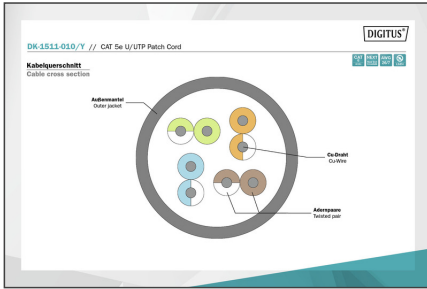 DIGITUS®
DK-1511-010/Y // CAT 5e U/UTP Patch Cord
Kabelquerschnitt
Cable cross section
Außenmantel
Outer jacket
Cu-Draht
Cu-Wire
Adernpaare
Twisted pair